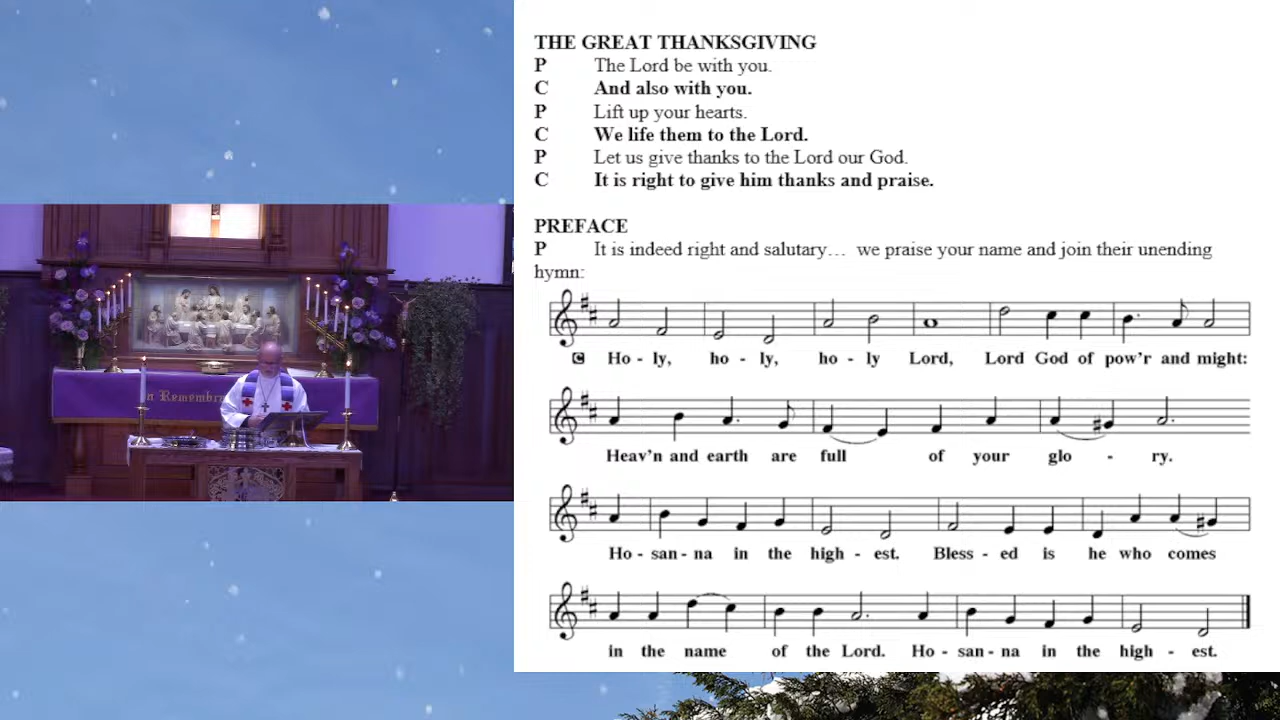 THE GREAT THANKSGIVING
P The Lord be with you.
C And also with you.
P Lift up your hearts.
C We life them to the Lord.
P Let us give thanks to the Lord our God.
C It is right to give him thanks and praise.
PREFACE
P It is indeed right and salutary… we praise your name and join their unending
hymn:
C Ho - ly, ho - ly, ho - ly Lord, Lord God of pow'r and might:
Heav'n and earth are full of your glo - ry.
Ho - san - na in the high - est. Bless - ed is he who comes
in the name of the Lord. Ho - san - na in the high - est.
In Remembra